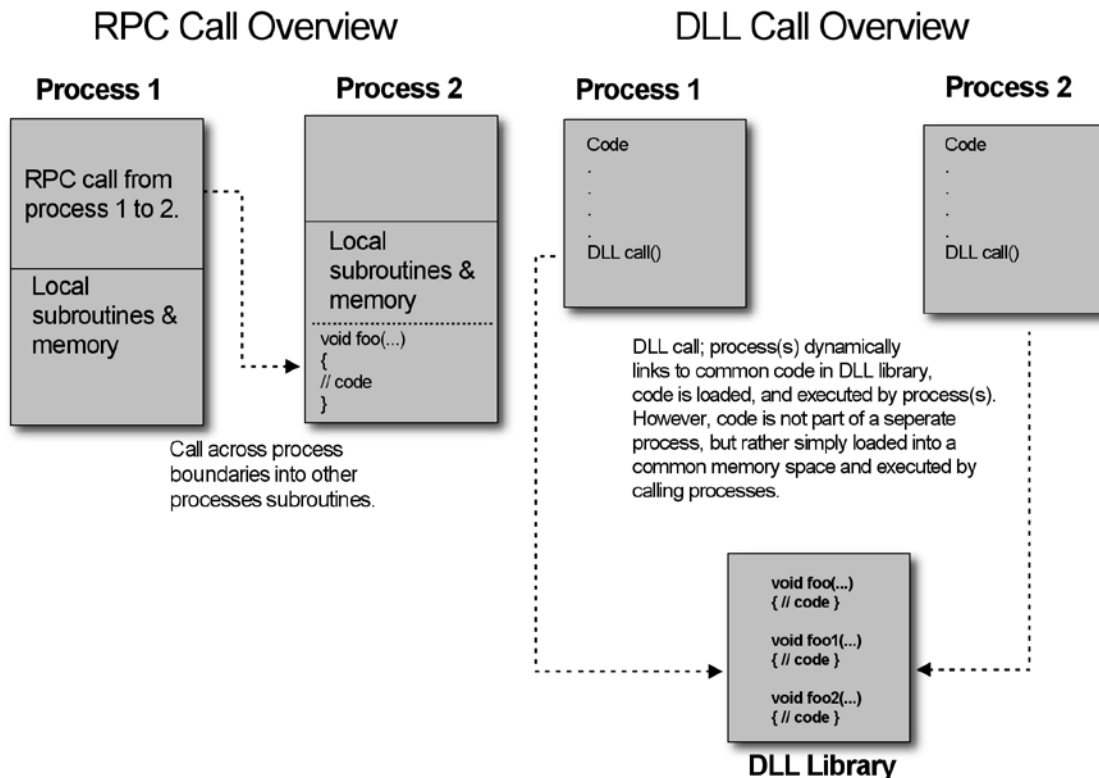 RPC Call Overview
Process 1
Process 2
RPC call from
process 1 to 2.
Local
subroutines &
memory
Local
subroutines &
memory
void foo(...)
{
// code
}
Call across process
boundaries into other
processes subroutines.
DLL Call Overview
Process 1
Process 2
Code
.
.
.
.
DLL call()
Code
.
.
.
.
DLL call()
DLL call; process(s) dynamically
links to common code in DLL library,
code is loaded, and executed by process(s).
However, code is not part of a seperate
process, but rather simply loaded into a
common memory space and executed by
calling processes.
void foo(...)
{ // code }
void foo1(...)
{ // code }
void foo2(...)
{ // code }
DLL Library